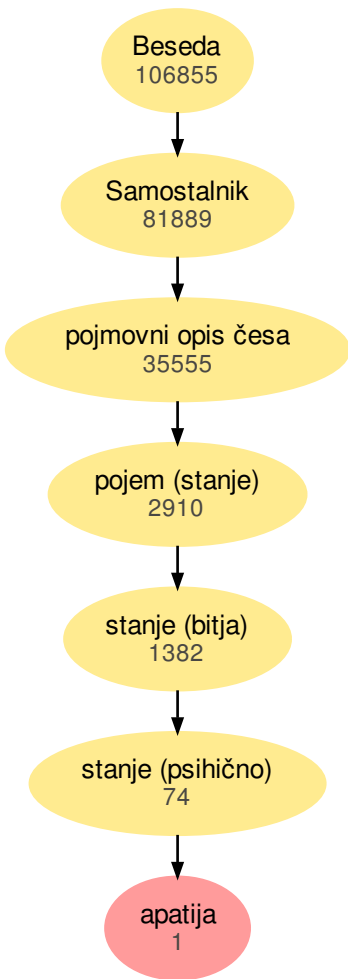 Beseda
106855
Samostalnik
81889
pojmovni opis česa
35555
pojem (stanje)
2910
stanje (bitja)
1382
stanje (psihično)
74
apatija
1